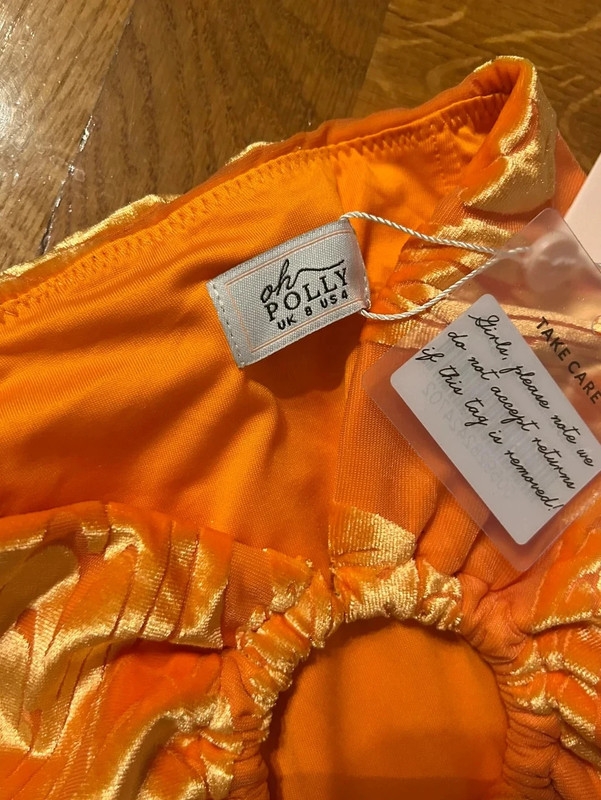 oh
POLLY
UK 8 US 4
TAKE CARE
Girls, please note we
do not accept returns
if this tag is removed!